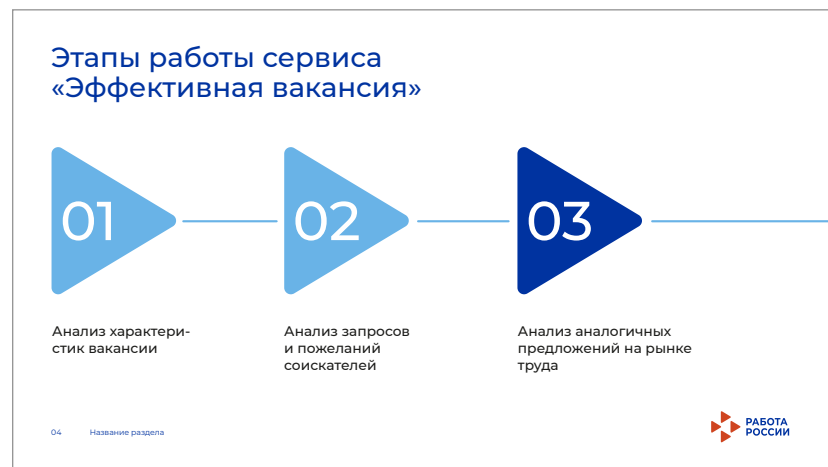 Этапы работы сервиса
«Эффективная вакансия»
01
02
03
Анализ характери-
стик вакансии
Анализ запросов
и пожеланий
соискателей
Анализ аналогичных
предложений на рынке
труда
04 Название раздела
РАБОТА
РОССИИ